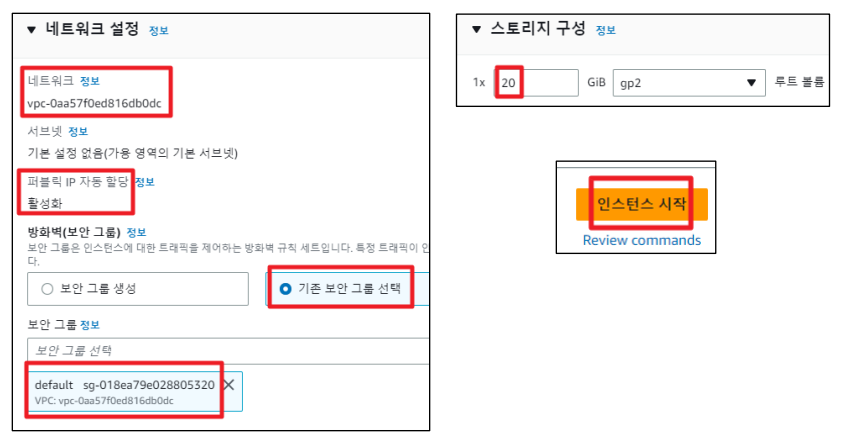 ▼ 네트워크 설정 정보
네트워크 정보
vpc-0aa57f0ed816db0dc
서브넷 정보
기본 설정 없음(가용 영역의 기본 서브넷)
퍼블릭 IP 자동 할당 정보
활성화
방화벽(보안 그룹) 정보
보안 그룹은 인스턴스에 대한 트래픽을 제어하는 방화벽 규칙 세트입니다. 특정 트래픽이 인
다.
보안 그룹 생성
기존 보안 그룹 선택
보안 그룹 정보
보안 그룹 선택
default sg-018ea79e028805320 ✕
VPC: vpc-0aa57f0ed816db0dc
▼ 스토리지 구성 정보
1x 20 GiB gp2 ▼ 루트 볼륨
인스턴스 시작
Review commands